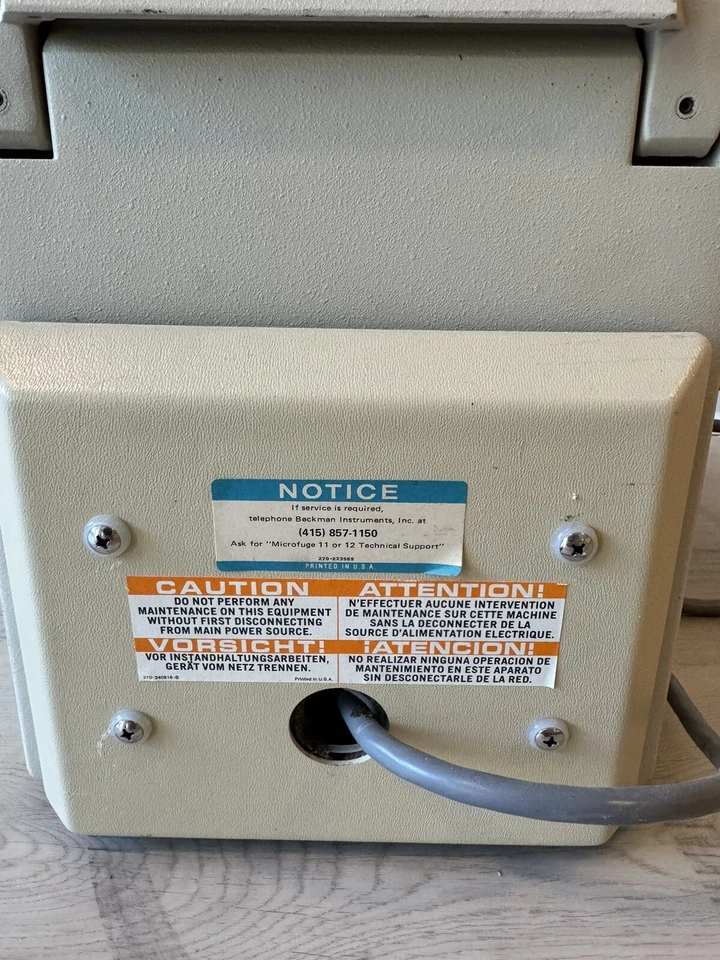 NOTICE
If service is required,
telephone Beckman Instruments, Inc. at
(415) 857-1150
Ask for "Microfuge 11 or 12 Technical Support"
270-233989
PRINTED IN U.S.A.
CAUTION
DO NOT PERFORM ANY
MAINTENANCE ON THIS EQUIPMENT
WITHOUT FIRST DISCONNECTING
FROM MAIN POWER SOURCE.
ATTENTION!
N'EFFECTUER AUCUNE INTERVENTION
DE MAINTENANCE SUR CETTE MACHINE
SANS LA DECONNECTER DE LA
SOURCE D'ALIMENTATION ELECTRIQUE.
VORSICHT!
VOR INSTANDHALTUNGSARBEITEN,
GERÄT VOM NETZ TRENNEN.
270-340816-B
Printed in U.S.A.
¡ATENCION!
NO REALIZAR NINGUNA OPERACION DE
MANTENIMIENTO EN ESTE APARATO
SIN DESCONECTARLE DE LA RED.